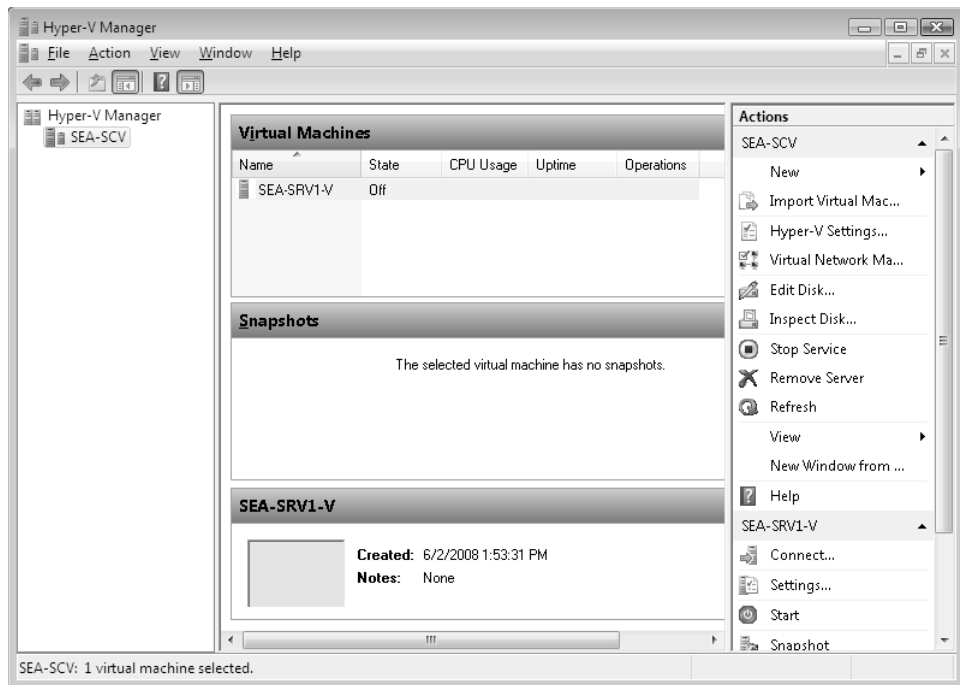 Hyper-V Manager
File Action View Window Help
Hyper-V Manager
SEA-SCV
Virtual Machines
Name State CPU Usage Uptime Operations
SEA-SRV1-V Off
Snapshots
The selected virtual machine has no snapshots.
SEA-SRV1-V
Created: 6/2/2008 1:53:31 PM
Notes: None
Actions
SEA-SCV
New
Import Virtual Mac...
Hyper-V Settings...
Virtual Network Ma...
Edit Disk...
Inspect Disk...
Stop Service
Remove Server
Refresh
View
New Window from ...
Help
SEA-SRV1-V
Connect...
Settings...
Start
Snapshot
SEA-SCV: 1 virtual machine selected.